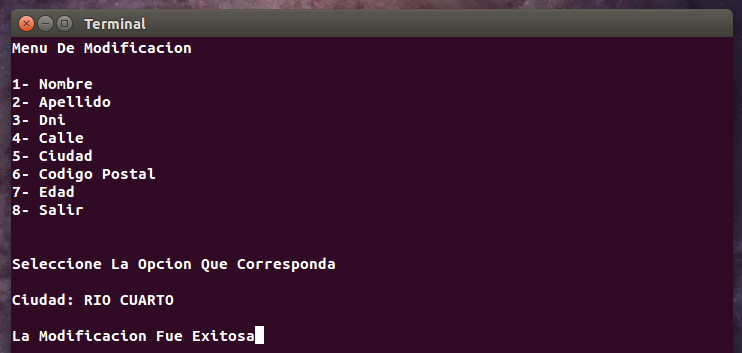 Terminal
Menu De Modificacion
1- Nombre
2- Apellido
3- Dni
4- Calle
5- Ciudad
6- Codigo Postal
7- Edad
8- Salir
Seleccione La Opcion Que Corresponda
Ciudad: RIO CUARTO
La Modificacion Fue Exitosa